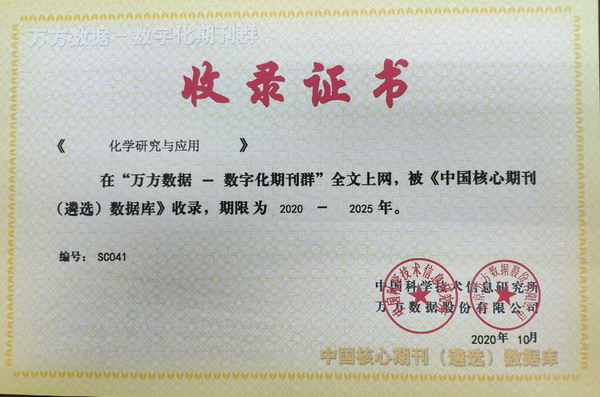 万方数据－数字化期刊群
收录证书
《 化学研究与应用 》
在“万方数据 － 数字化期刊群”全文上网，被《中国核心期刊
（遴选）数据库》收录，期限为 2020 － 2025 年。
编号： SC041
中国科学技术信息研究所
万方数据股份有限公司
2020年 10月
中国核心期刊（遴选）数据库